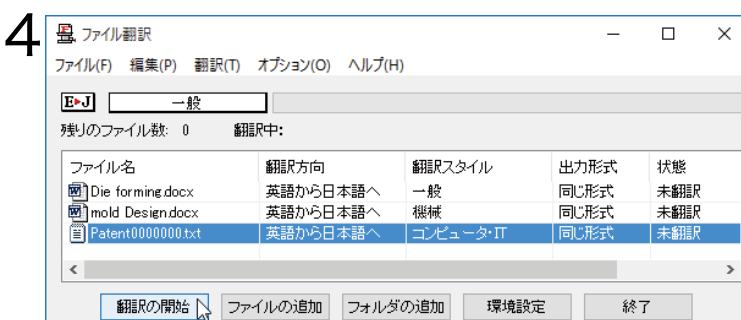 4
ファイル翻訳
ファイル(F) 編集(P) 翻訳(T) オプション(O) ヘルプ(H)
E▸J 一般
残りのファイル数: 0 翻訳中:
ファイル名 翻訳方向 翻訳スタイル 出力形式 状態
Die forming.docx 英語から日本語へ 一般 同じ形式 未翻訳
mold Design.docx 英語から日本語へ 機械 同じ形式 未翻訳
Patent0000000.txt 英語から日本語へ コンピュータ・IT 同じ形式 未翻訳
翻訳の開始 ファイルの追加 フォルダの追加 環境設定 終了